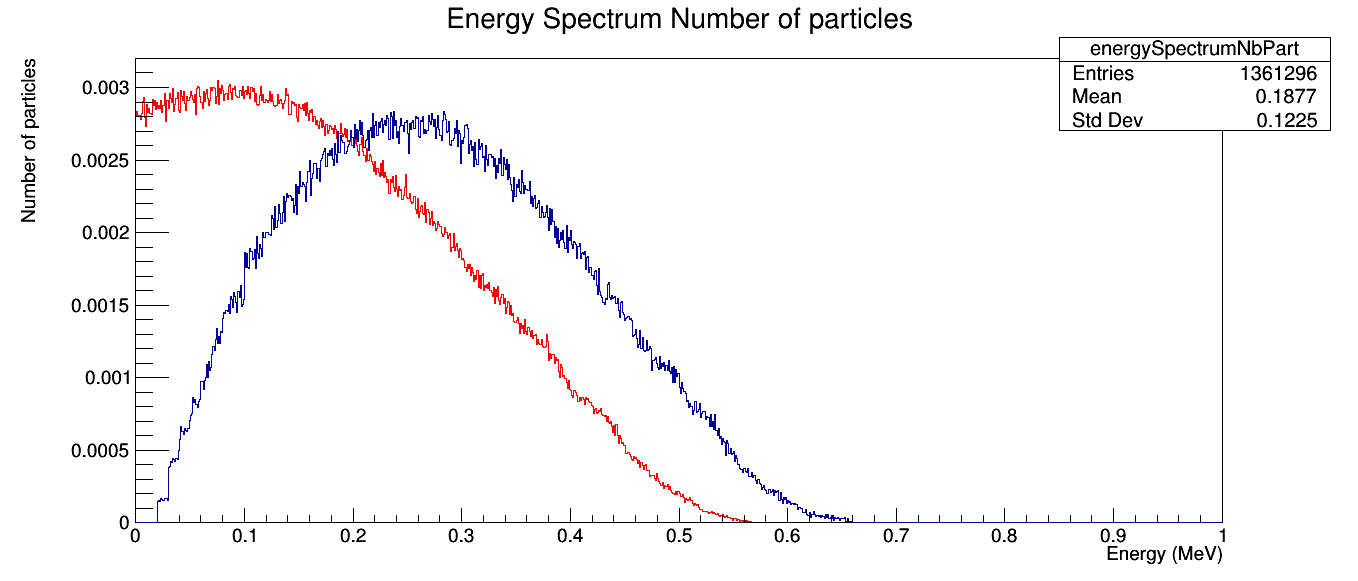 Energy Spectrum Number of particles
energySpectrumNbPart
Entries 1361296
Mean 0.1877
Std Dev 0.1225
Number of particles
0.003
0.0025
0.002
0.0015
0.001
0.0005
0
0 0.1 0.2 0.3 0.4 0.5 0.6 0.7 0.8 0.9 1
Energy (MeV)